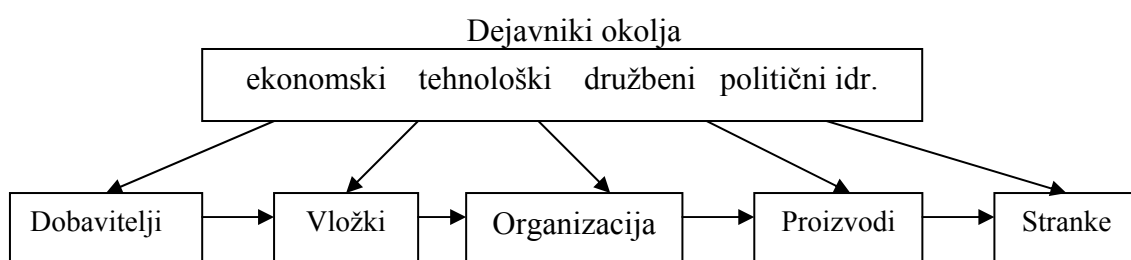 Dejavniki okolja
ekonomski tehnološki družbeni politični idr.
Dobavitelji Vložki Organizacija Proizvodi Stranke